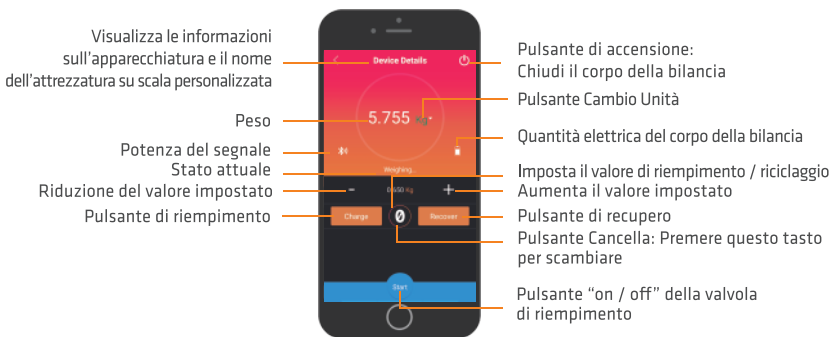 Visualizza le informazioni
sull'apparecchiatura e il nome
dell'attrezzatura su scala personalizzata
Peso
Potenza del segnale
Stato attuale
Riduzione del valore impostato
Pulsante di riempimento
Device Details
5.755 Kg
Weighing...
- 0.450 Kg +
Charge 0 Recover
Start
Pulsante di accensione:
Chiudi il corpo della bilancia
Pulsante Cambio Unità
Quantità elettrica del corpo della bilancia
Imposta il valore di riempimento / riciclaggio
Aumenta il valore impostato
Pulsante di recupero
Pulsante Cancella: Premere questo tasto
per scambiare
Pulsante “on / off” della valvola
di riempimento